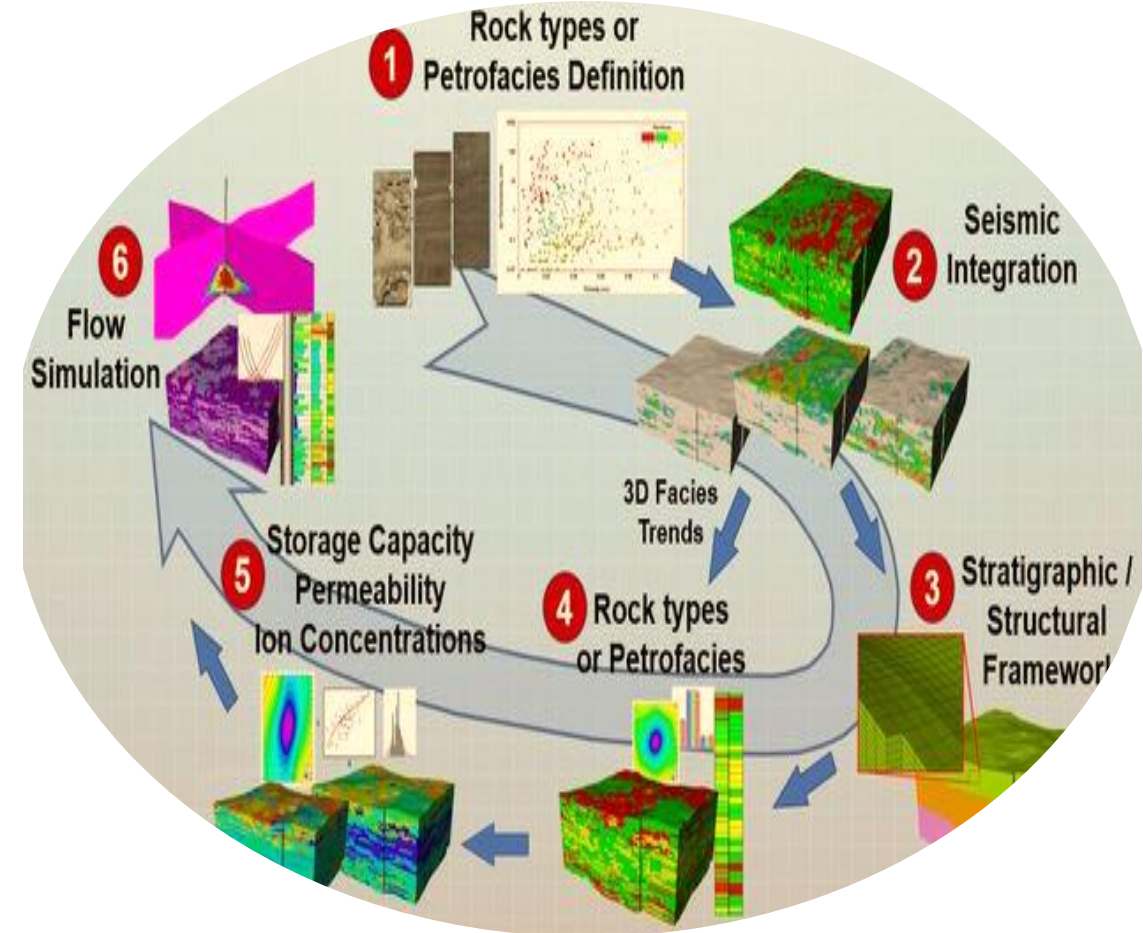 1
Rock types or
Petrofacies Definition
2
Seismic
Integration
3D Facies
Trends
3
Stratigraphic /
Structural
4
Rock types
or Petrofacies
5
Storage Capacity
Permeability
Ion Concentrations
6
Flow
Simulation